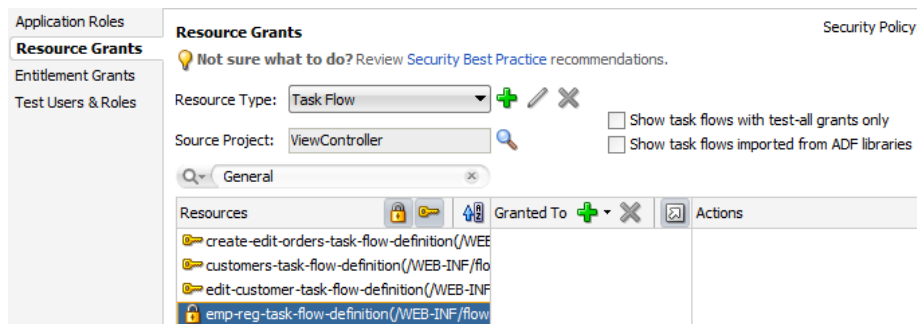 Application Roles
Resource Grants
Entitlement Grants
Test Users & Roles
Resource Grants
Security Policy
Not sure what to do? Review Security Best Practice recommendations.
Resource Type: Task Flow
Source Project: ViewController
Show task flows with test-all grants only
Show task flows imported from ADF libraries
General
Resources Granted To Actions
create-edit-orders-task-flow-definition(/WEE
customers-task-flow-definition(/WEB-INF/flo
edit-customer-task-flow-definition(/WEB-INF
emp-reg-task-flow-definition(/WEB-INF/flow